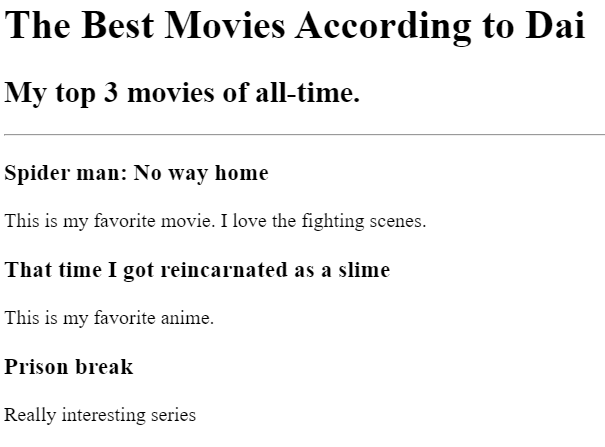 The Best Movies According to Dai
My top 3 movies of all-time.
Spider man: No way home
This is my favorite movie. I love the fighting scenes.
That time I got reincarnated as a slime
This is my favorite anime.
Prison break
Really interesting series